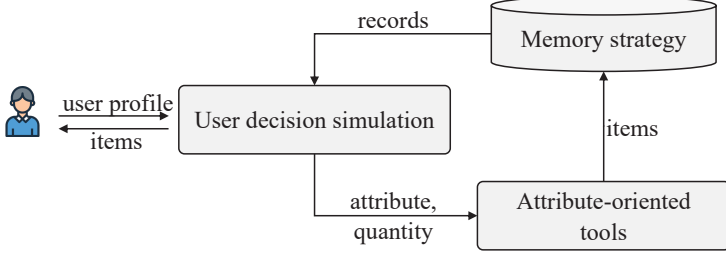 records
Memory strategy
user profile
User decision simulation
items
items
attribute,
quantity
Attribute-oriented
tools